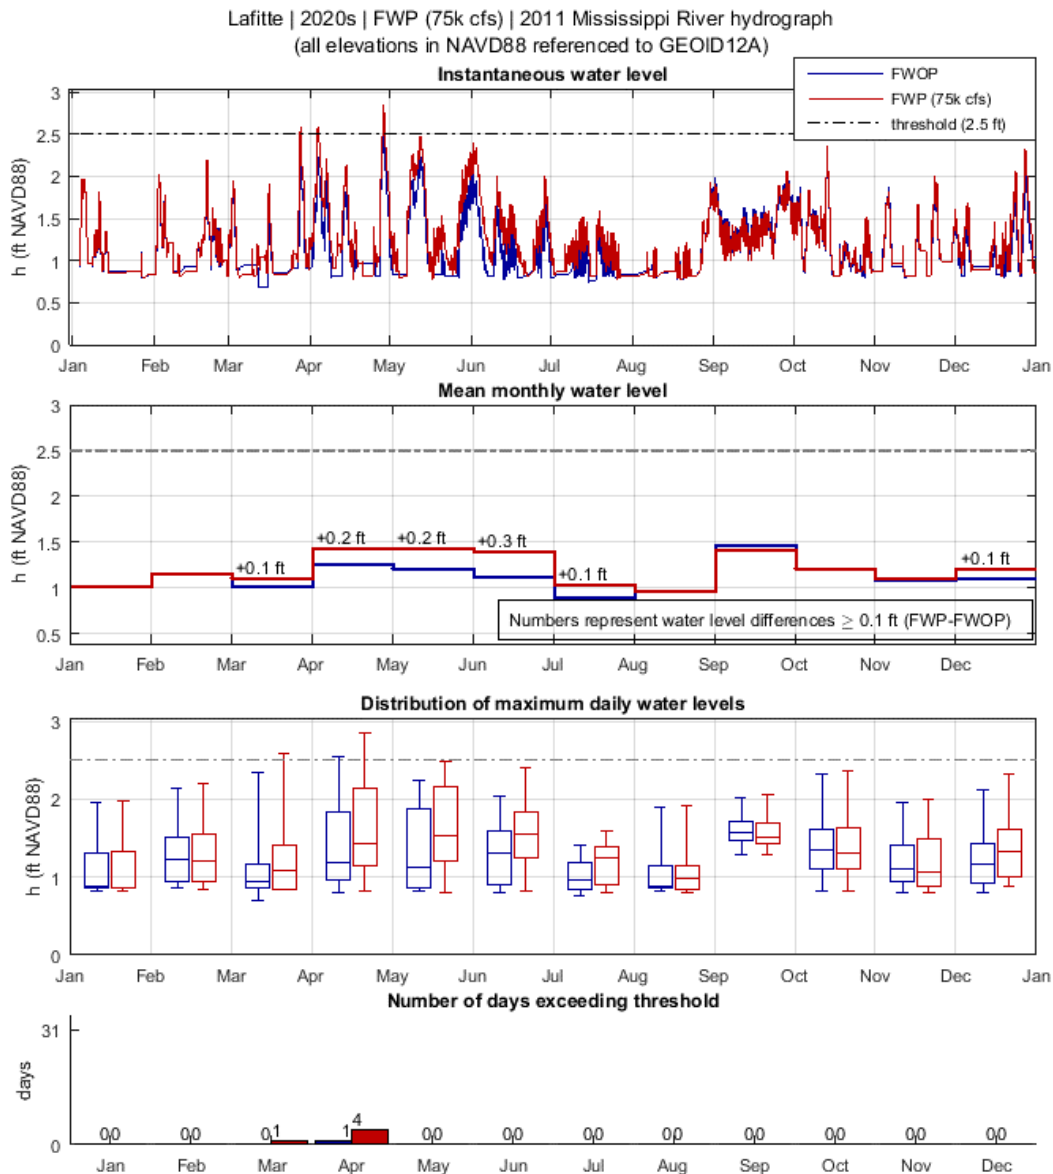 Lafitte | 2020s | FWP (75k cfs) | 2011 Mississippi River hydrograph
(all elevations in NAVD88 referenced to GEOID12A)
Instantaneous water level
FWOP
FWP (75k cfs)
threshold (2.5 ft)
h (ft NAVD88)
3
2.5
2
1.5
1
0.5
0
Jan Feb Mar Apr May Jun Jul Aug Sep Oct Nov Dec Jan
Mean monthly water level
h (ft NAVD88)
3
2.5
2
1.5
1
0.5
+0.1 ft +0.2 ft +0.2 ft +0.3 ft +0.1 ft +0.1 ft
Numbers represent water level differences ≥ 0.1 ft (FWP-FWOP)
Jan Feb Mar Apr May Jun Jul Aug Sep Oct Nov Dec Jan
Distribution of maximum daily water levels
h (ft NAVD88)
3
2
1
0
Jan Feb Mar Apr May Jun Jul Aug Sep Oct Nov Dec Jan
Number of days exceeding threshold
days
31
0
0 0 0 0 0 1 1 4 0 0 0 0 0 0 0 0 0 0 0 0 0 0 0 0
Jan Feb Mar Apr May Jun Jul Aug Sep Oct Nov Dec